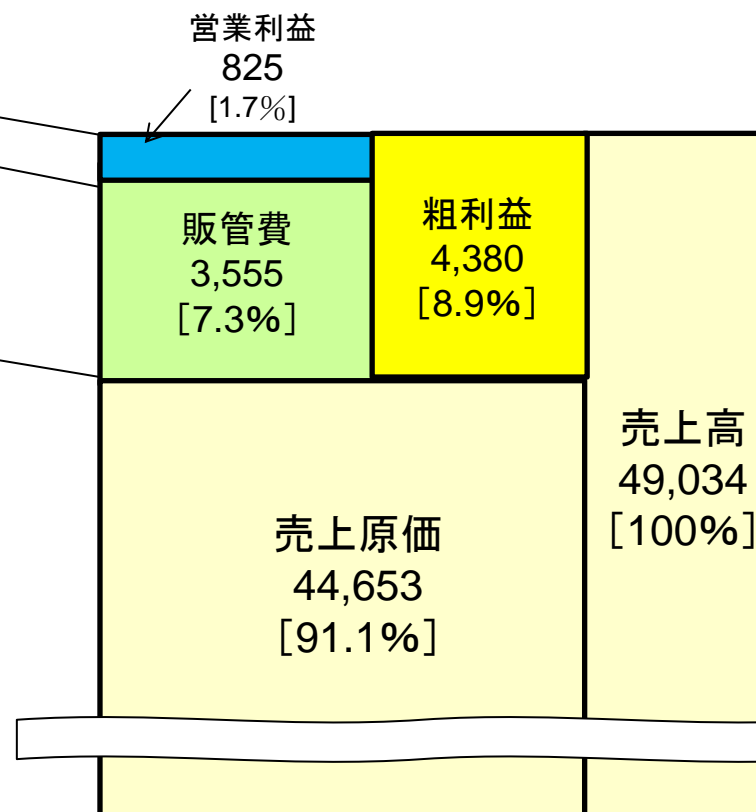 営業利益
825
[1.7％]
販管費
3,555
［7.3%］
粗利益
4,380
［8.9%］
売上高
49,034
［100%］
売上原価
44,653
［91.1%］